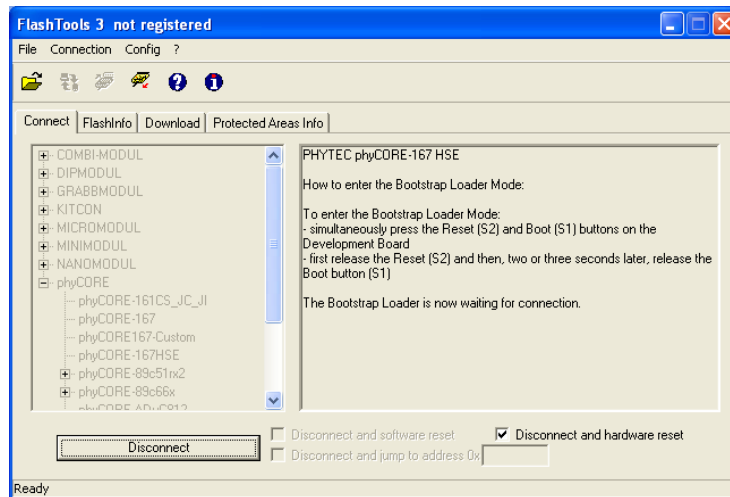 FlashTools 3 not registered
File Connection Config ?
Connect FlashInfo Download Protected Areas Info
COMBI-MODUL
DIPMODUL
GRABBMODUL
KITCON
MICROMODUL
MINIMODUL
NANOMODUL
phyCORE
phyCORE-161CS_JC_JI
phyCORE-167
phyCORE167-Custom
phyCORE-167HSE
phyCORE-89c51rx2
phyCORE-89c66x
phyCORE-ADuC812
PHYTEC phyCORE-167 HSE
How to enter the Bootstrap Loader Mode:
To enter the Bootstrap Loader Mode:
- simultaneously press the Reset (S2) and Boot (S1) buttons on the
Development Board
- first release the Reset (S2) and then, two or three seconds later, release the
Boot button (S1)
The Bootstrap Loader is now waiting for connection.
Disconnect
Disconnect and software reset
Disconnect and hardware reset
Disconnect and jump to address 0x
Ready